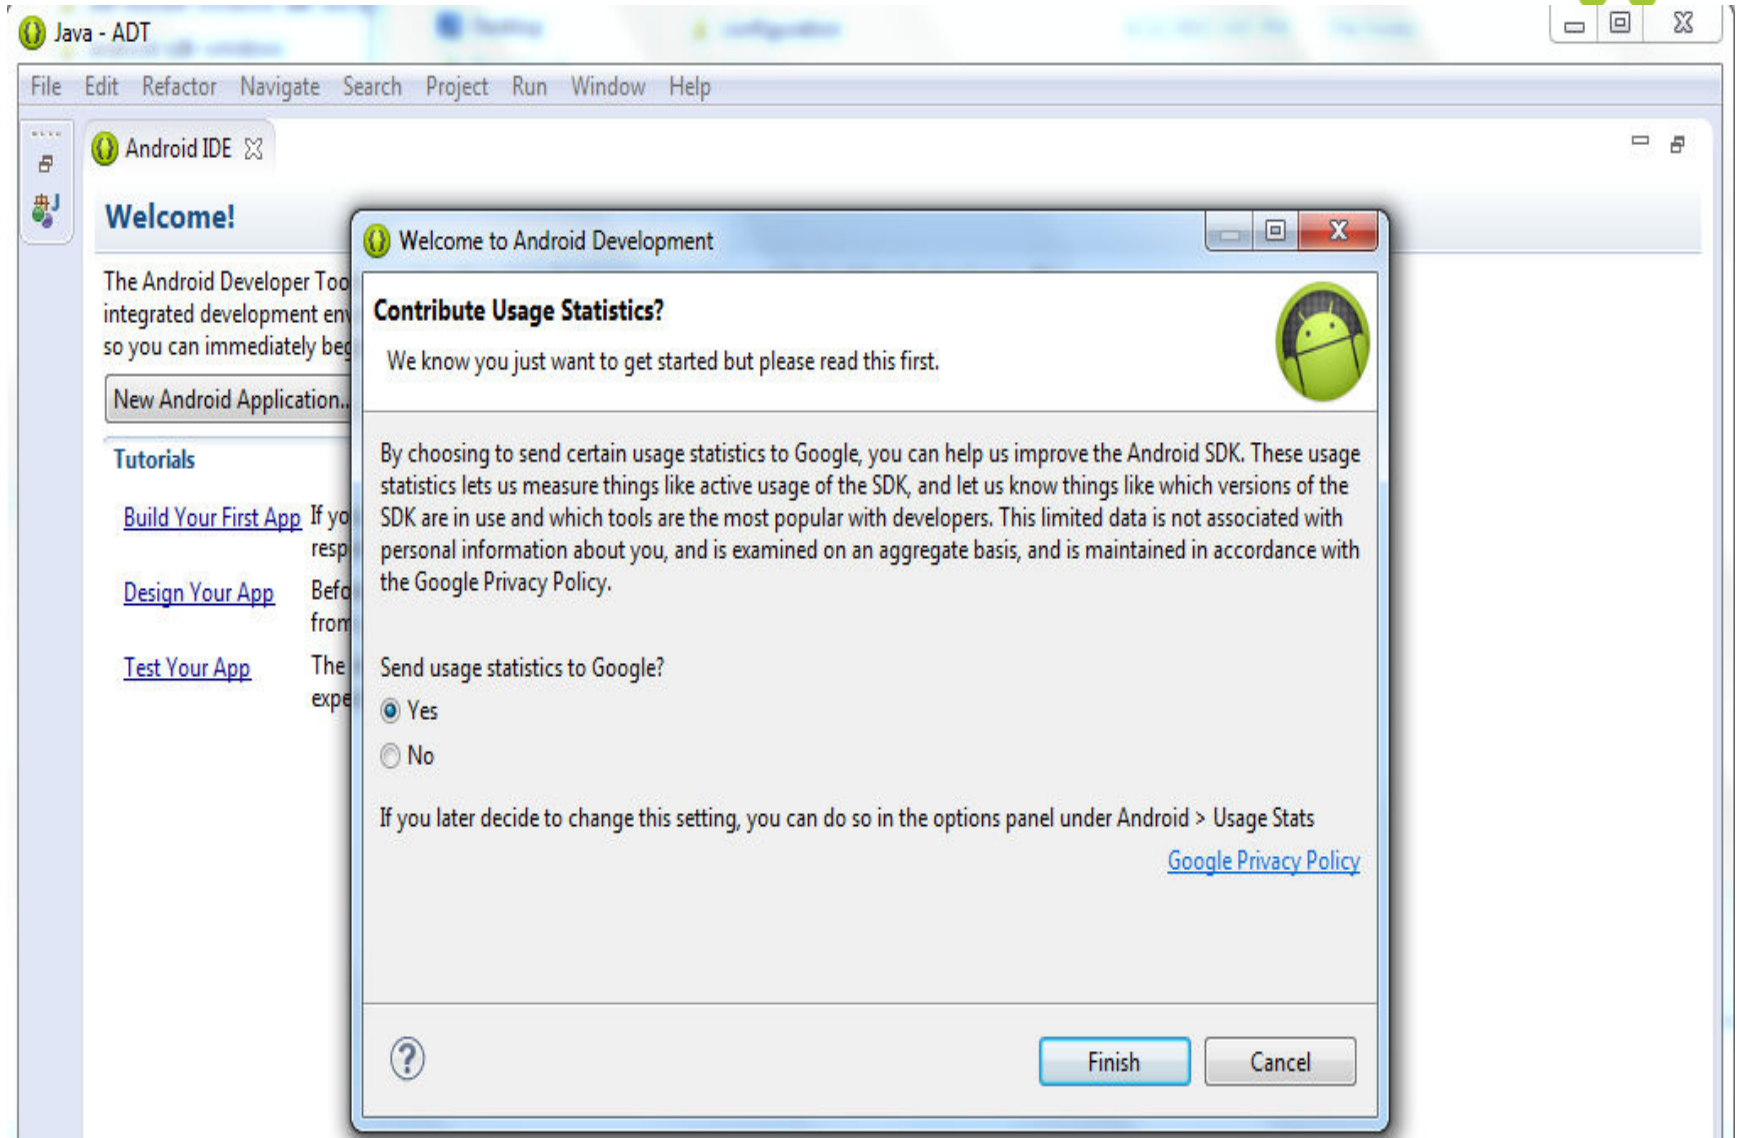 Java - ADT
File Edit Refactor Navigate Search Project Run Window Help
Android IDE
Welcome!
The Android Developer Too
integrated development env
so you can immediately beg
New Android Application..
Tutorials
Build Your First App If yo
resp
Design Your App Befo
from
Test Your App The
expe
Welcome to Android Development
Contribute Usage Statistics?
We know you just want to get started but please read this first.
By choosing to send certain usage statistics to Google, you can help us improve the Android SDK. These usage
statistics lets us measure things like active usage of the SDK, and let us know things like which versions of the
SDK are in use and which tools are the most popular with developers. This limited data is not associated with
personal information about you, and is examined on an aggregate basis, and is maintained in accordance with
the Google Privacy Policy.
Send usage statistics to Google?
Yes
No
If you later decide to change this setting, you can do so in the options panel under Android > Usage Stats
Google Privacy Policy
Finish Cancel